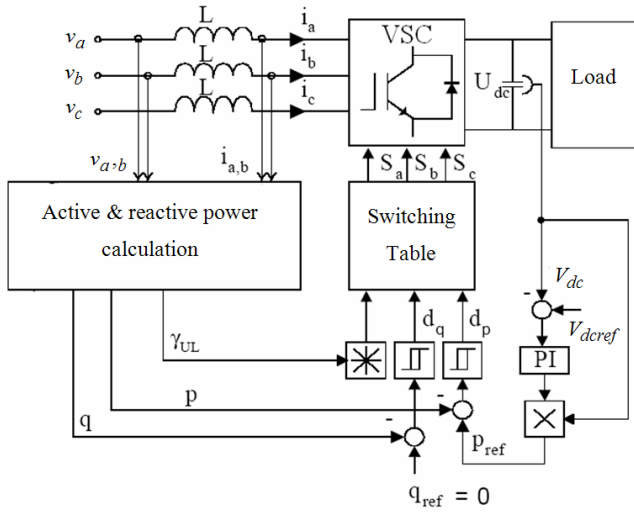 L
v_a
i_a
VSC
L
v_b
i_b
U_dc
Load
L
v_c
i_c
v_a,b
i_a,b
S_a
S_b
S_c
Active & reactive power
calculation
Switching
Table
V_dc
-
V_dcref
d_q
d_p
γ_UL
PI
p
-
×
q
-
p_ref
q_ref = 0